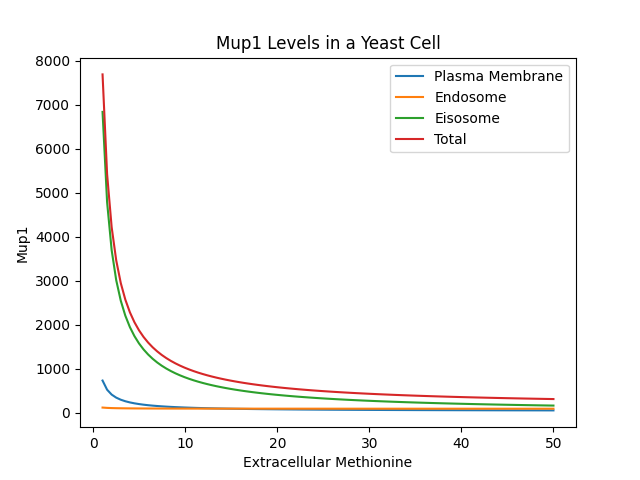 Mup1 Levels in a Yeast Cell
Plasma Membrane
Endosome
Eisosome
Total
Mup1
8000
7000
6000
5000
4000
3000
2000
1000
0
0 10 20 30 40 50
Extracellular Methionine